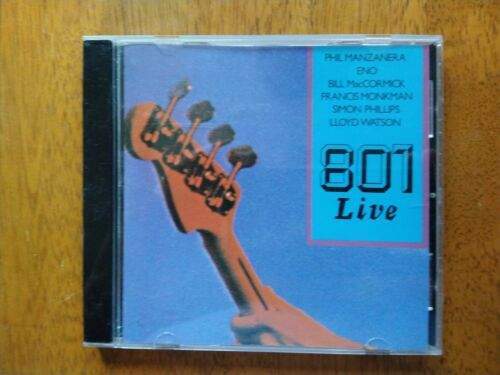 PHIL MANZANERA
ENO
BILL MacCORMICK
FRANCIS MONKMAN
SIMON PHILLIPS
LLOYD WATSON
801
Live